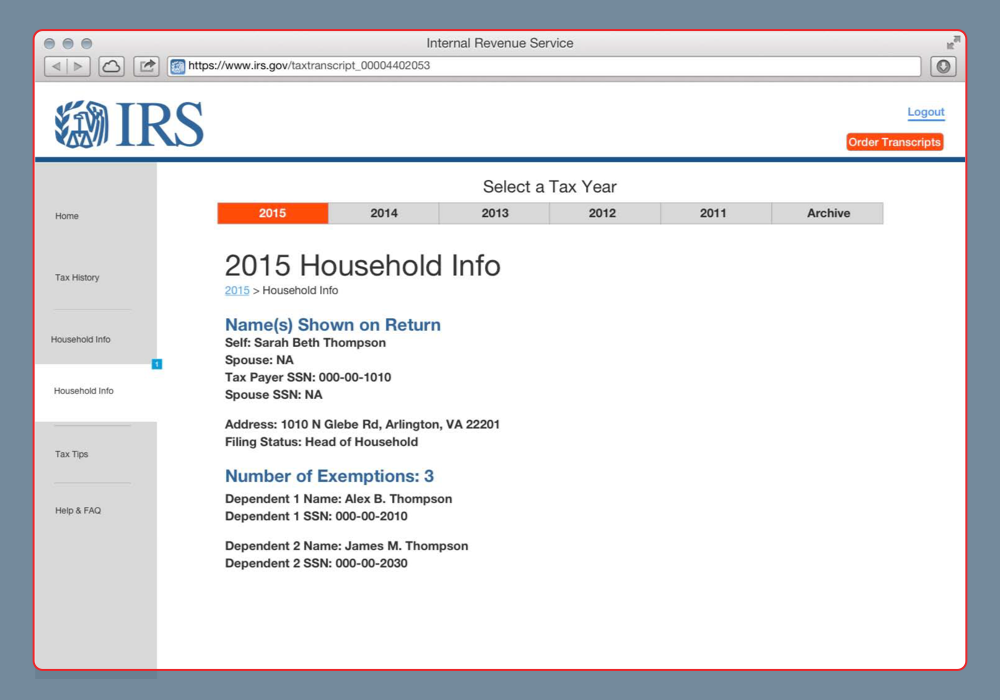 Internal Revenue Service
https://www.irs.gov/taxtranscript_00004402053
IRS
Logout
Order Transcripts
Select a Tax Year
2015 2014 2013 2012 2011 Archive
Home
Tax History
Household Info
1
Household Info
Tax Tips
Help & FAQ
2015 Household Info
2015 > Household Info
Name(s) Shown on Return
Self: Sarah Beth Thompson
Spouse: NA
Tax Payer SSN: 000-00-1010
Spouse SSN: NA
Address: 1010 N Glebe Rd, Arlington, VA 22201
Filing Status: Head of Household
Number of Exemptions: 3
Dependent 1 Name: Alex B. Thompson
Dependent 1 SSN: 000-00-2010
Dependent 2 Name: James M. Thompson
Dependent 2 SSN: 000-00-2030